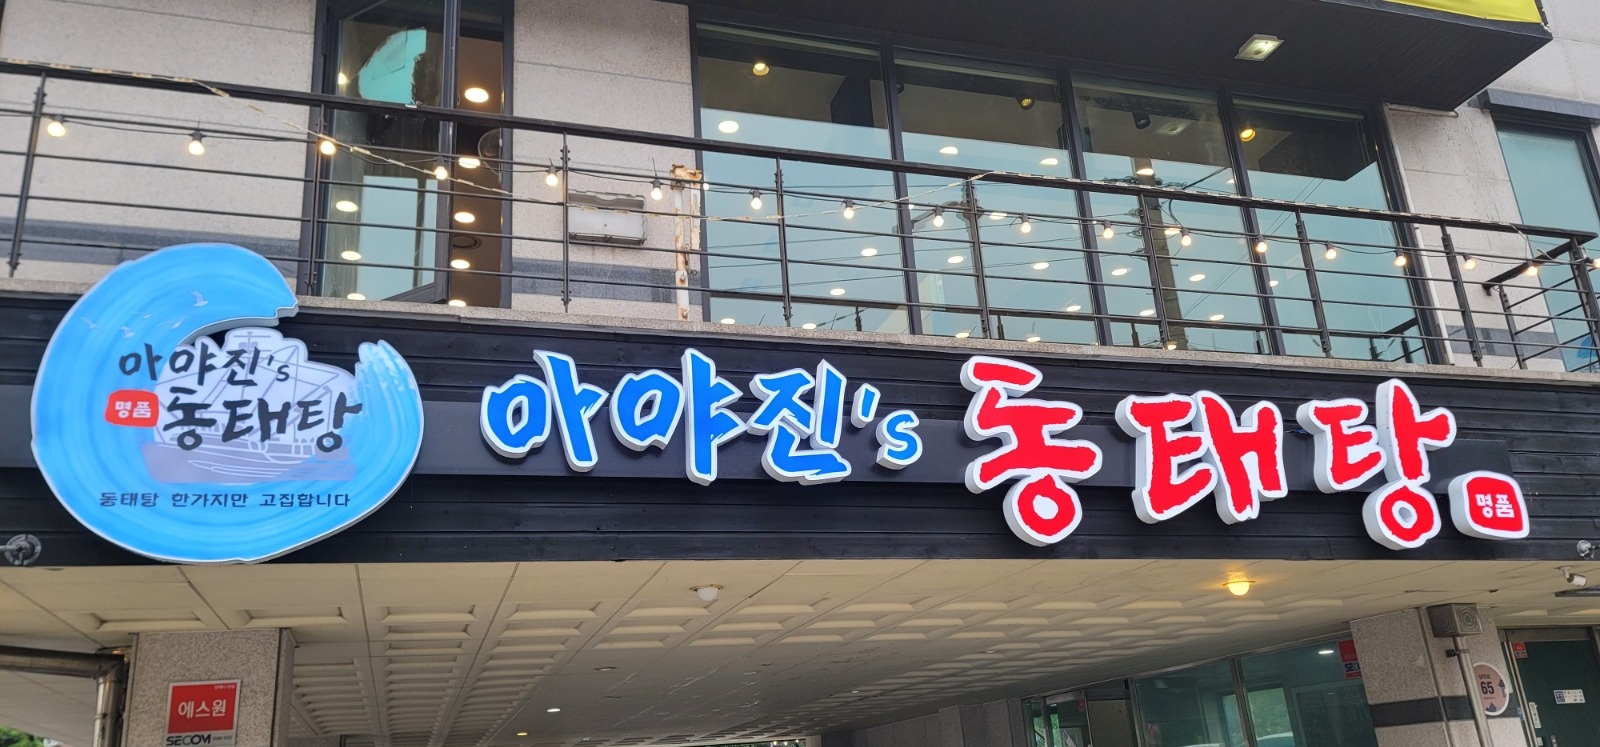 아야진's
명품 동태탕
동태탕 한가지만 고집합니다
아야진's 동태탕 명품
에스원
SECOM
SECOM
65